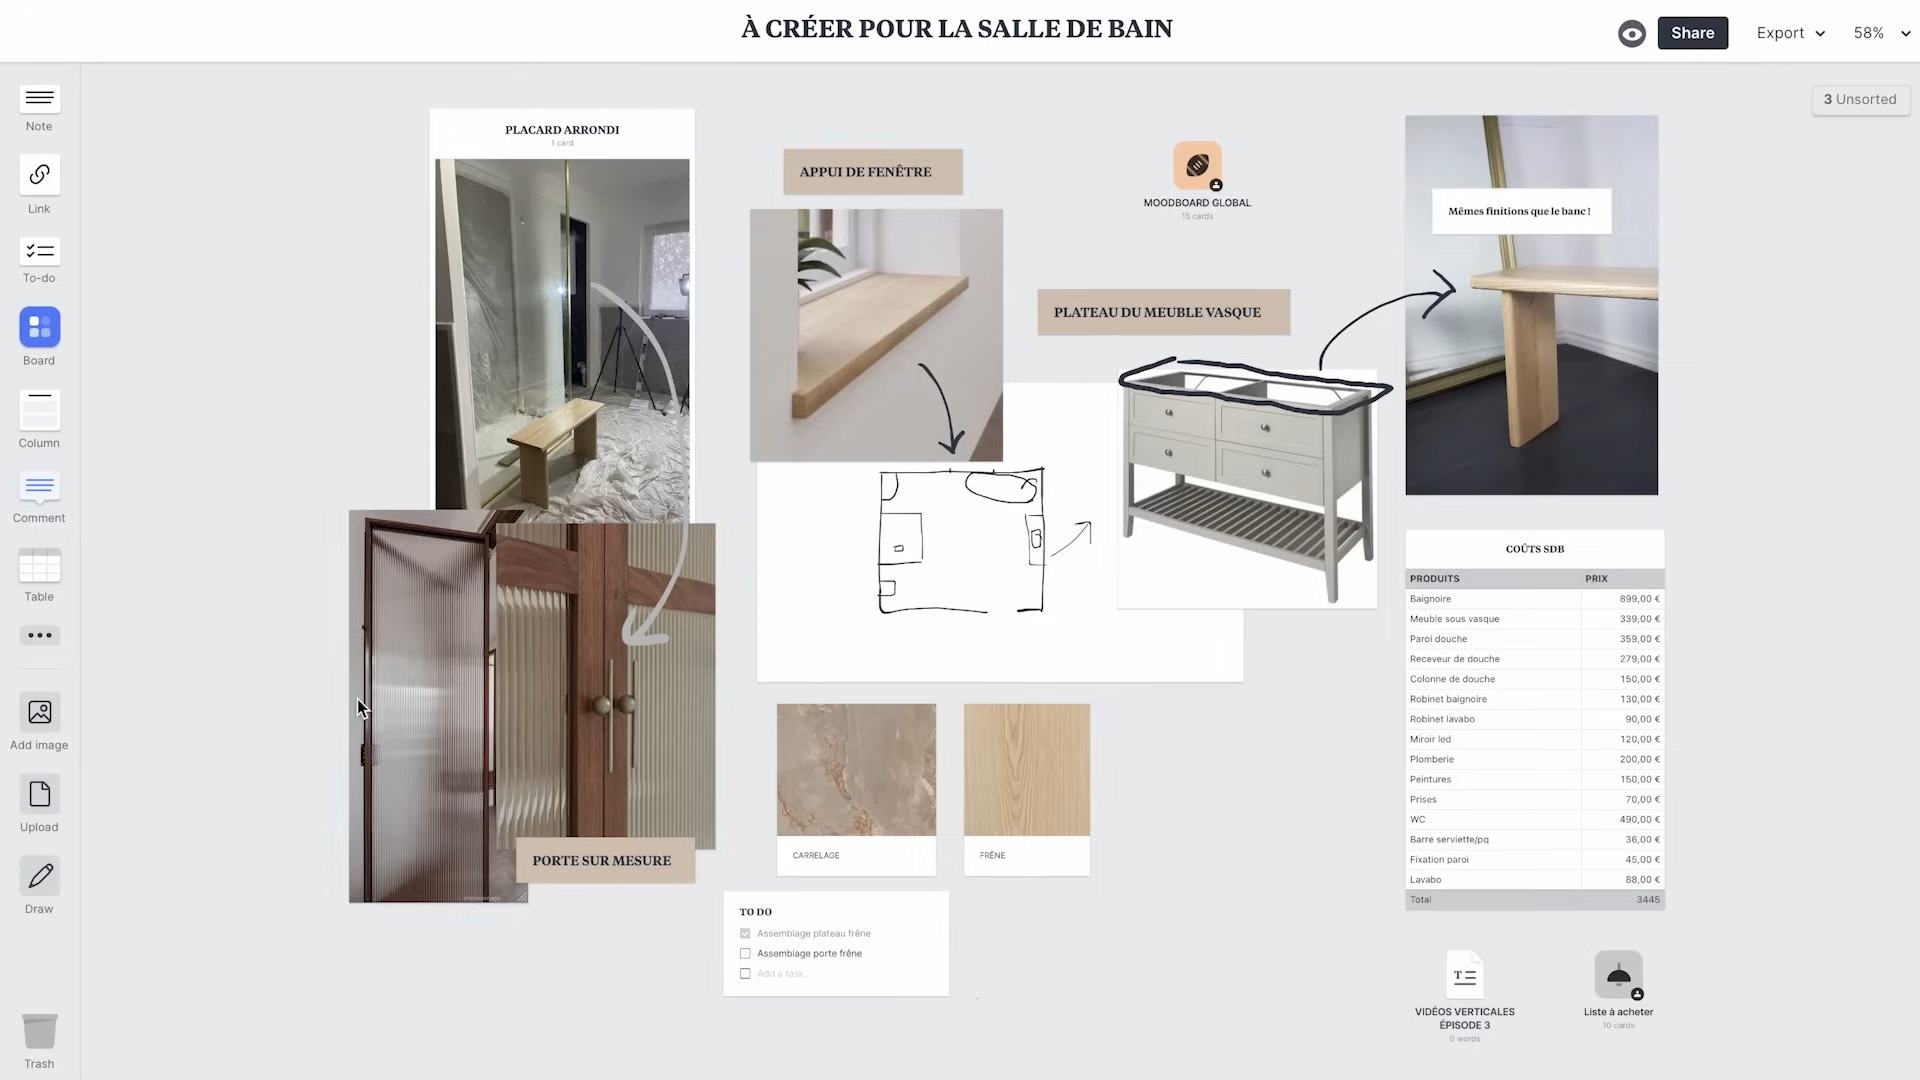 À CRÉER POUR LA SALLE DE BAIN
Share
Export
58%
3 Unsorted
Note
Link
To-do
Board
Column
Comment
Table
Add image
Upload
Draw
Trash
PLACARD ARRONDI
1 card
APPUI DE FENÊTRE
MOODBOARD GLOBAL
15 cards
PLATEAU DU MEUBLE VASQUE
Mêmes finitions que le banc !
PORTE SUR MESURE
CARRELAGE
FRÊNE
TO DO
Assemblage plateau frêne
Assemblage porte frêne
Add a task..
COÛTS SDB
PRODUITS PRIX
Baignoire 899,00 €
Meuble sous vasque 339,00 €
Paroi douche 359,00 €
Receveur de douche 279,00 €
Colonne de douche 150,00 €
Robinet baignoire 130,00 €
Robinet lavabo 90,00 €
Miroir led 120,00 €
Plomberie 200,00 €
Peintures 150,00 €
Prises 70,00 €
WC 490,00 €
Barre serviette/pq 36,00 €
Fixation paroi 45,00 €
Lavabo 88,00 €
Total 3445
VIDÉOS VERTICALES
ÉPISODE 3
0 words
Liste à acheter
10 cards